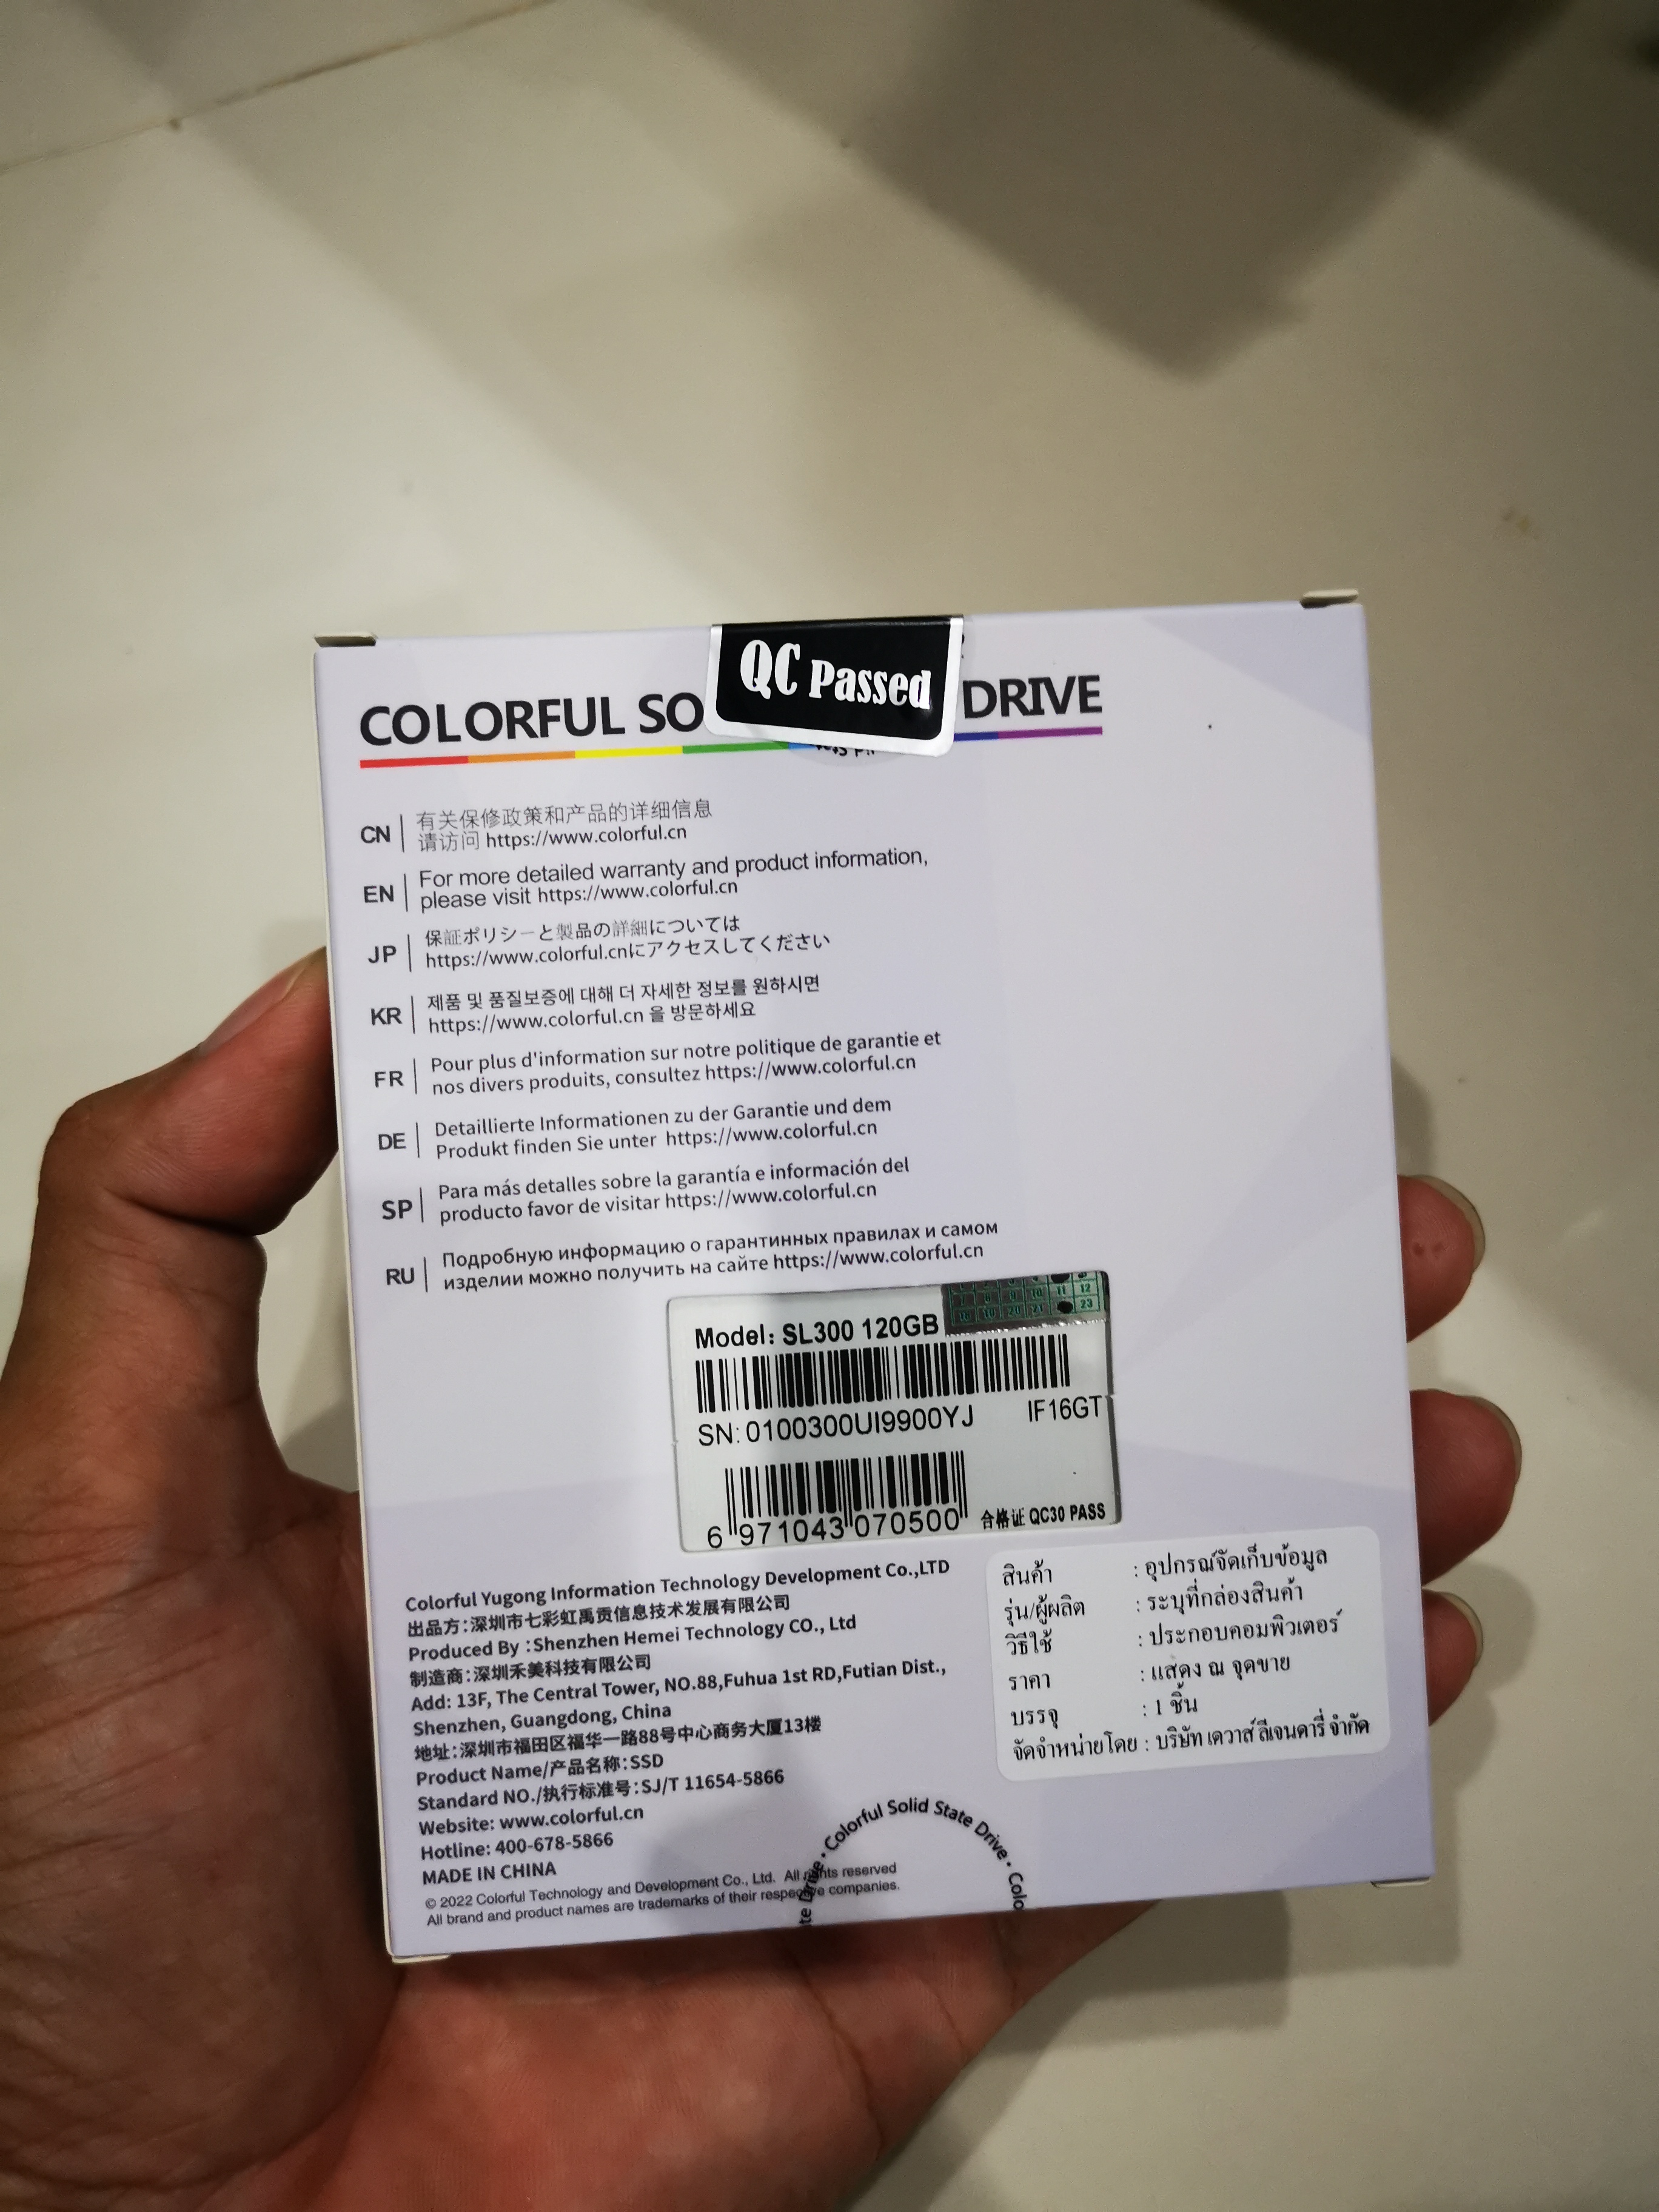 QC Passed
COLORFUL SO DRIVE
CN
有关保修政策和产品的详细信息
请访问 https://www.colorful.cn
EN
For more detailed warranty and product information,
please visit https://www.colorful.cn
JP
保証ポリシーと製品の詳細については
https://www.colorful.cnにアクセスしてください
KR
제품 및 품질보증에 대해 더 자세한 정보를 원하시면
https://www.colorful.cn 을 방문하세요
FR
Pour plus d'information sur notre politique de garantie et
nos divers produits, consultez https://www.colorful.cn
DE
Detaillierte Informationen zu der Garantie und dem
Produkt finden Sie unter https://www.colorful.cn
SP
Para más detalles sobre la garantía e información del
producto favor de visitar https://www.colorful.cn
RU
Подробную информацию о гарантинных правилах и самом
изделии можно получить на сайте https://www.colorful.cn
8 9 10 11 12
18 19 20 21 23
Model: SL300 120GB
SN: 0100300UI9900YJ IF16GT
6 971043 070500 合格证 QC30 PASS
Colorful Yugong Information Technology Development Co.,LTD
出品方:深圳市七彩虹禹贡信息技术发展有限公司
Produced By :Shenzhen Hemei Technology CO., Ltd
制造商:深圳禾美科技有限公司
Add: 13F, The Central Tower, NO.88,Fuhua 1st RD,Futian Dist.,
Shenzhen, Guangdong, China
地址:深圳市福田区福华一路88号中心商务大厦13楼
Product Name/产品名称:SSD
Standard NO./执行标准号:SJ/T 11654-5866
Website: www.colorful.cn
Hotline: 400-678-5866
MADE IN CHINA
© 2022 Colorful Technology and Development Co., Ltd. All rights reserved
All brand and product names are trademarks of their respective companies.
สินค้า : อุปกรณ์จัดเก็บข้อมูล
รุ่น/ผู้ผลิต : ระบุที่กล่องสินค้า
วิธีใช้ : ประกอบคอมพิวเตอร์
ราคา : แสดง ณ จุดขาย
บรรจุ : 1 ชิ้น
จัดจำหน่ายโดย : บริษัท เดวาส์ ลีเจนดารี่ จำกัด
te Drive · Colorful Solid State Drive · Colo